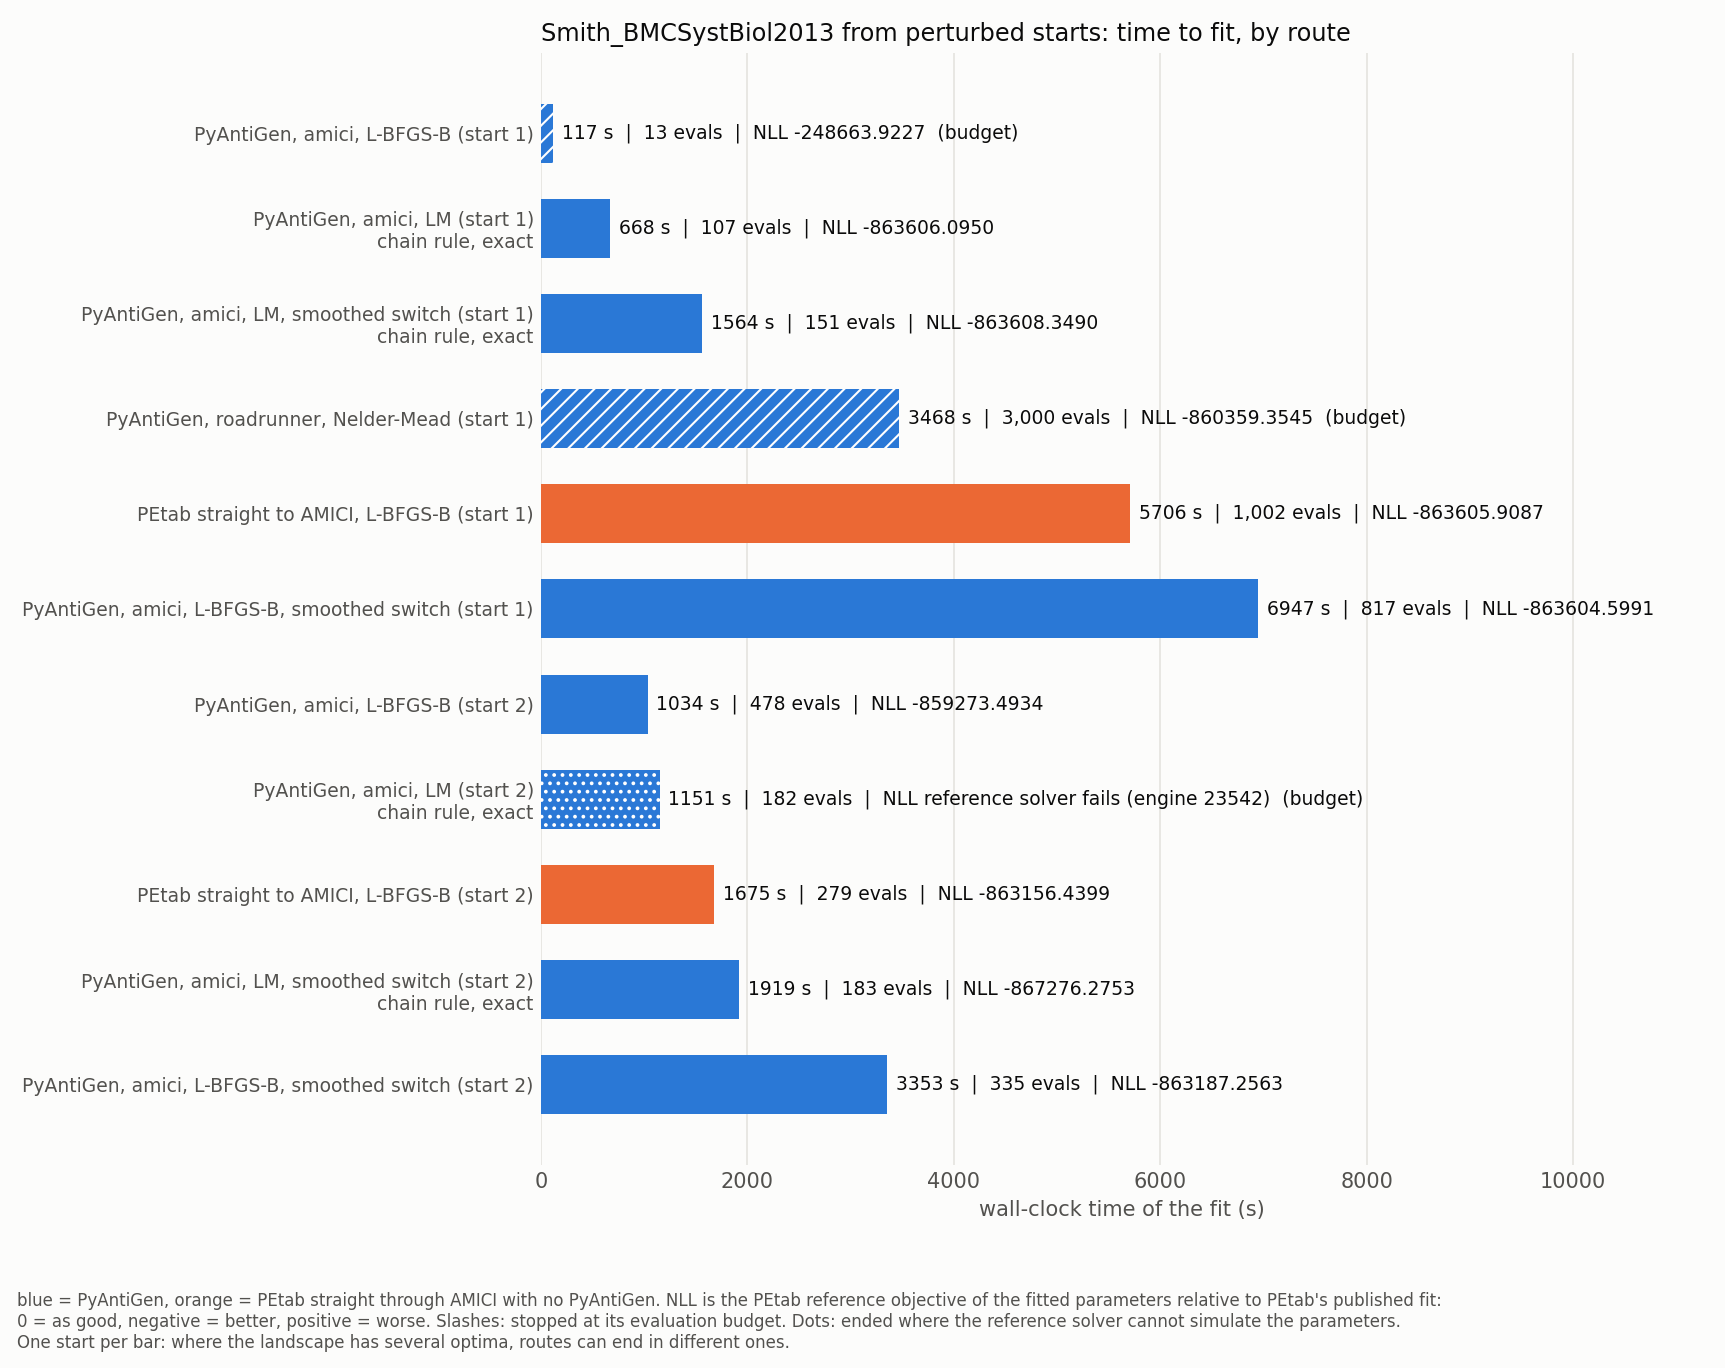 Smith_BMCSystBiol2013 from perturbed starts: time to fit, by route
PyAntiGen, amici, L-BFGS-B (start 1)
117 s | 13 evals | NLL -248663.9227 (budget)
PyAntiGen, amici, LM (start 1)
chain rule, exact
668 s | 107 evals | NLL -863606.0950
PyAntiGen, amici, LM, smoothed switch (start 1)
chain rule, exact
1564 s | 151 evals | NLL -863608.3490
PyAntiGen, roadrunner, Nelder-Mead (start 1)
3468 s | 3,000 evals | NLL -860359.3545 (budget)
PEtab straight to AMICI, L-BFGS-B (start 1)
5706 s | 1,002 evals | NLL -863605.9087
PyAntiGen, amici, L-BFGS-B, smoothed switch (start 1)
6947 s | 817 evals | NLL -863604.5991
PyAntiGen, amici, L-BFGS-B (start 2)
1034 s | 478 evals | NLL -859273.4934
PyAntiGen, amici, LM (start 2)
chain rule, exact
1151 s | 182 evals | NLL reference solver fails (engine 23542) (budget)
PEtab straight to AMICI, L-BFGS-B (start 2)
1675 s | 279 evals | NLL -863156.4399
PyAntiGen, amici, LM, smoothed switch (start 2)
chain rule, exact
1919 s | 183 evals | NLL -867276.2753
PyAntiGen, amici, L-BFGS-B, smoothed switch (start 2)
3353 s | 335 evals | NLL -863187.2563
0 2000 4000 6000 8000 10000
wall-clock time of the fit (s)
blue = PyAntiGen, orange = PEtab straight through AMICI with no PyAntiGen. NLL is the PEtab reference objective of the fitted parameters relative to PEtab's published fit:
0 = as good, negative = better, positive = worse. Slashes: stopped at its evaluation budget. Dots: ended where the reference solver cannot simulate the parameters.
One start per bar: where the landscape has several optima, routes can end in different ones.